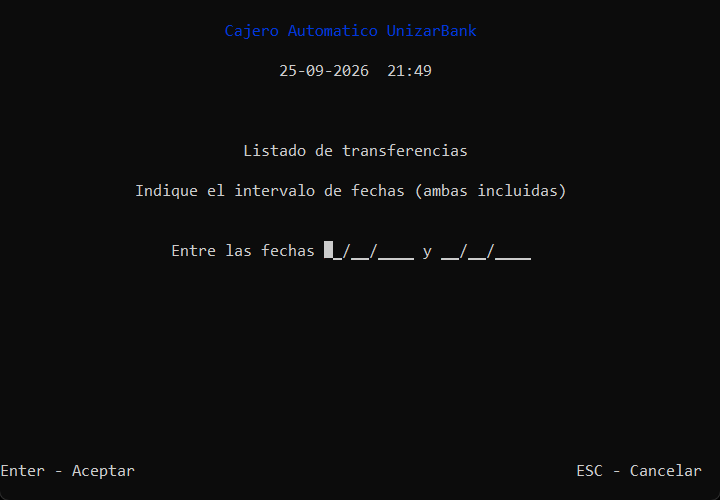 Cajero Automatico UnizarBank
25-09-2026 21:49
Listado de transferencias
Indique el intervalo de fechas (ambas incluidas)
Entre las fechas __/__/____ y __/__/____
Enter - Aceptar ESC - Cancelar